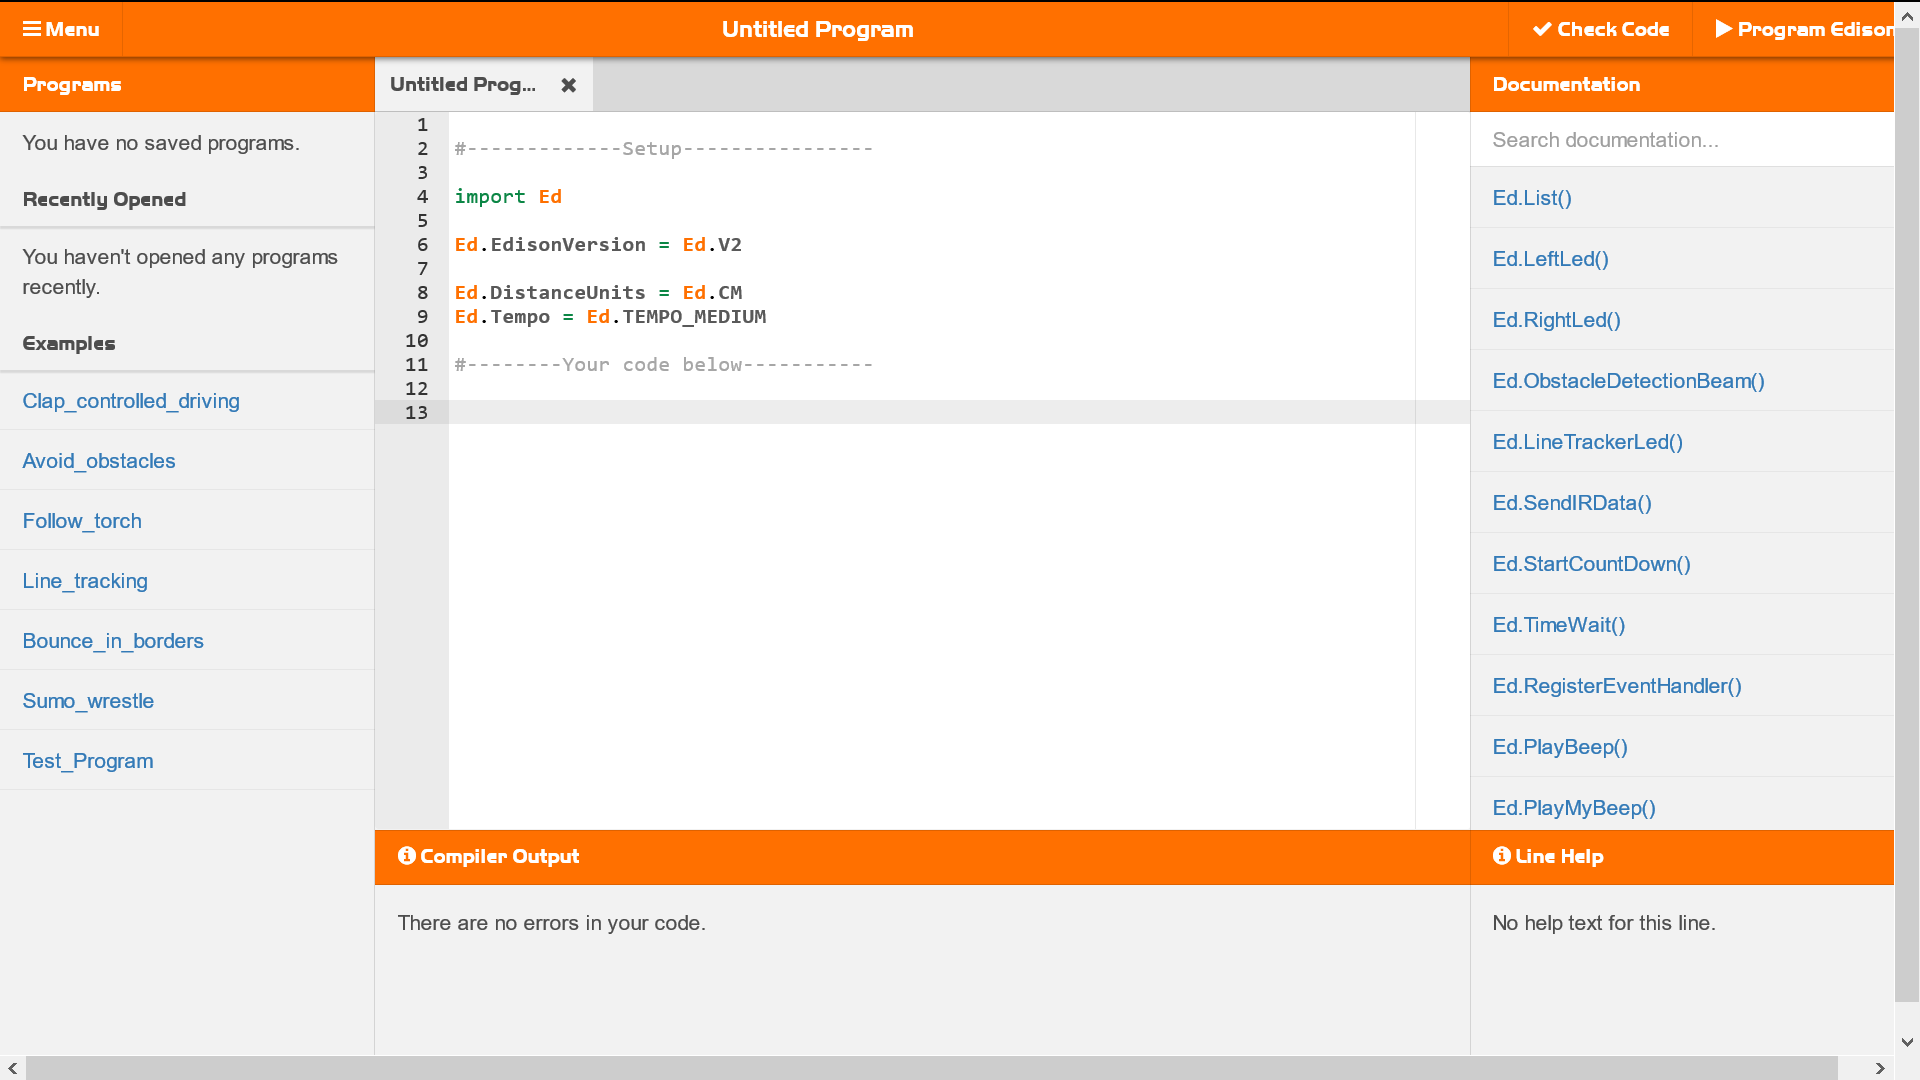 Menu
Untitled Program
Check Code
Program Edison
Programs
You have no saved programs.
Recently Opened
You haven't opened any programs
recently.
Examples
Clap_controlled_driving
Avoid_obstacles
Follow_torch
Line_tracking
Bounce_in_borders
Sumo_wrestle
Test_Program
Untitled Prog...
1
2 #-------------Setup----------------
3
4 import Ed
5
6 Ed.EdisonVersion = Ed.V2
7
8 Ed.DistanceUnits = Ed.CM
9 Ed.Tempo = Ed.TEMPO_MEDIUM
10
11 #--------Your code below-----------
12
13
Compiler Output
There are no errors in your code.
Documentation
Search documentation...
Ed.List()
Ed.LeftLed()
Ed.RightLed()
Ed.ObstacleDetectionBeam()
Ed.LineTrackerLed()
Ed.SendIRData()
Ed.StartCountDown()
Ed.TimeWait()
Ed.RegisterEventHandler()
Ed.PlayBeep()
Ed.PlayMyBeep()
Line Help
No help text for this line.